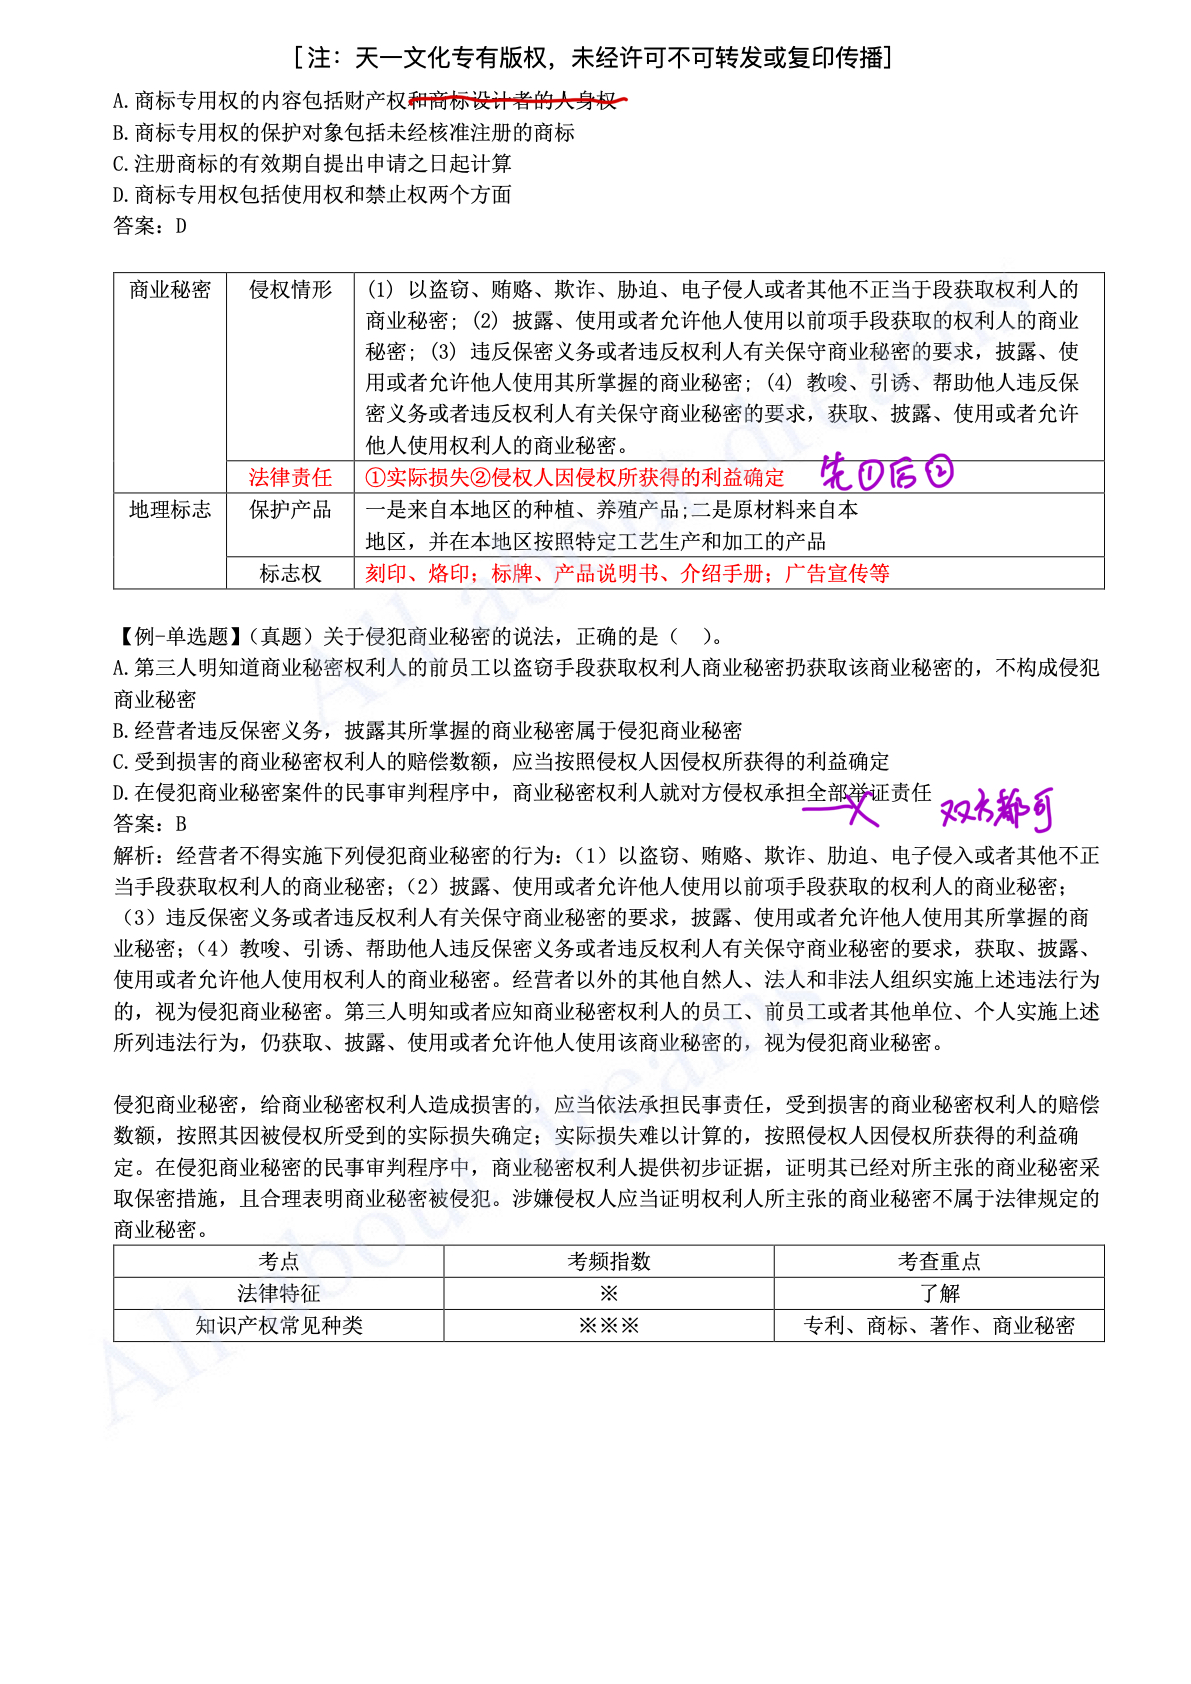 [注：天一文化专有版权，未经许可不可转发或复印传播]
A.商标专用权的内容包括财产权和商标设计者的人身权
B.商标专用权的保护对象包括未经核准注册的商标
C.注册商标的有效期自提出申请之日起计算
D.商标专用权包括使用权和禁止权两个方面
答案：D
商业秘密 侵权情形 (1) 以盗窃、贿赂、欺诈、胁迫、电子侵人或者其他不正当于段获取权利人的
商业秘密; (2) 披露、使用或者允许他人使用以前项手段获取的权利人的商业
秘密; (3) 违反保密义务或者违反权利人有关保守商业秘密的要求，披露、使
用或者允许他人使用其所掌握的商业秘密; (4) 教唆、引诱、帮助他人违反保
密义务或者违反权利人有关保守商业秘密的要求，获取、披露、使用或者允许
他人使用权利人的商业秘密。
法律责任 ①实际损失②侵权人因侵权所获得的利益确定 先①后②
地理标志 保护产品 一是来自本地区的种植、养殖产品;二是原材料来自本
地区，并在本地区按照特定工艺生产和加工的产品
标志权 刻印、烙印；标牌、产品说明书、介绍手册；广告宣传等
【例-单选题】（真题）关于侵犯商业秘密的说法，正确的是（ ）。
A.第三人明知道商业秘密权利人的前员工以盗窃手段获取权利人商业秘密扔获取该商业秘密的，不构成侵犯
商业秘密
B.经营者违反保密义务，披露其所掌握的商业秘密属于侵犯商业秘密
C.受到损害的商业秘密权利人的赔偿数额，应当按照侵权人因侵权所获得的利益确定
D.在侵犯商业秘密案件的民事审判程序中，商业秘密权利人就对方侵权承担全部举证责任 双方都可
答案：B
解析：经营者不得实施下列侵犯商业秘密的行为：（1）以盗窃、贿赂、欺诈、肋迫、电子侵入或者其他不正
当手段获取权利人的商业秘密；（2）披露、使用或者允许他人使用以前项手段获取的权利人的商业秘密；
（3）违反保密义务或者违反权利人有关保守商业秘密的要求，披露、使用或者允许他人使用其所掌握的商
业秘密；（4）教唆、引诱、帮助他人违反保密义务或者违反权利人有关保守商业秘密的要求，获取、披露、
使用或者允许他人使用权利人的商业秘密。经营者以外的其他自然人、法人和非法人组织实施上述违法行为
的，视为侵犯商业秘密。第三人明知或者应知商业秘密权利人的员工、前员工或者其他单位、个人实施上述
所列违法行为，仍获取、披露、使用或者允许他人使用该商业秘密的，视为侵犯商业秘密。
侵犯商业秘密，给商业秘密权利人造成损害的，应当依法承担民事责任，受到损害的商业秘密权利人的赔偿
数额，按照其因被侵权所受到的实际损失确定；实际损失难以计算的，按照侵权人因侵权所获得的利益确
定。在侵犯商业秘密的民事审判程序中，商业秘密权利人提供初步证据，证明其已经对所主张的商业秘密采
取保密措施，且合理表明商业秘密被侵犯。涉嫌侵权人应当证明权利人所主张的商业秘密不属于法律规定的
商业秘密。
考点 考频指数 考查重点
法律特征 ※ 了解
知识产权常见种类 ※※※ 专利、商标、著作、商业秘密
All about dreams
All about dreams